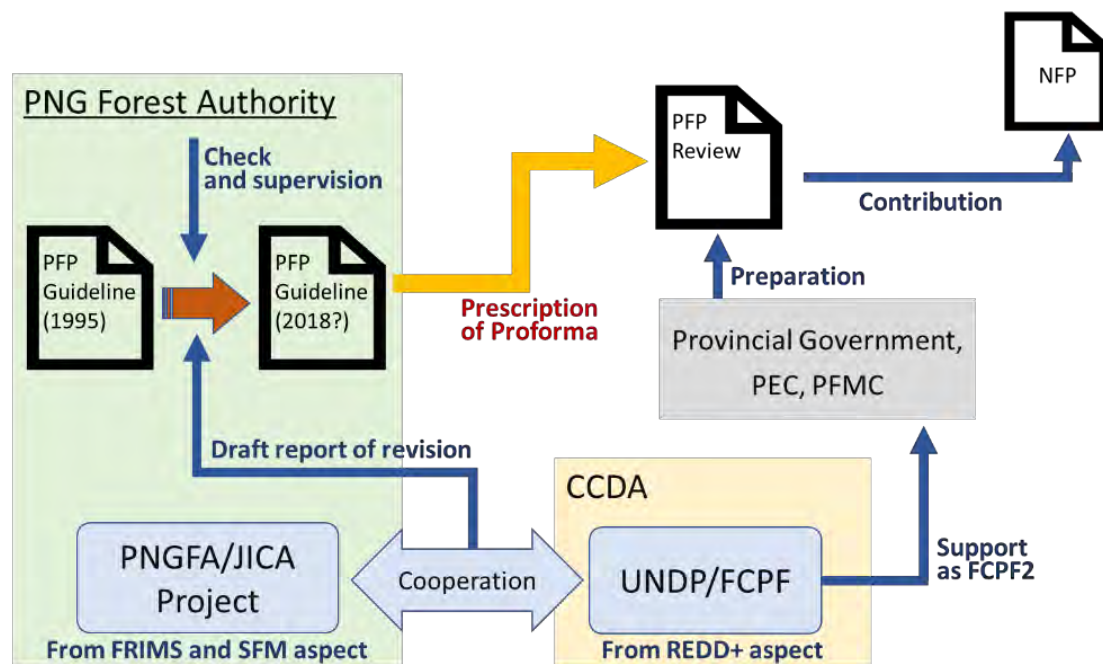 PNG Forest Authority
Check
and supervision
PFP
Guideline
(1995)
PFP
Guideline
(2018?)
Prescription
of Proforma
PFP
Review
NFP
Contribution
Preparation
Provincial Government,
PEC, PFMC
Draft report of revision
CCDA
PNGFA/JICA
Project
Cooperation
UNDP/FCPF
Support
as FCPF2
From FRIMS and SFM aspect
From REDD+ aspect